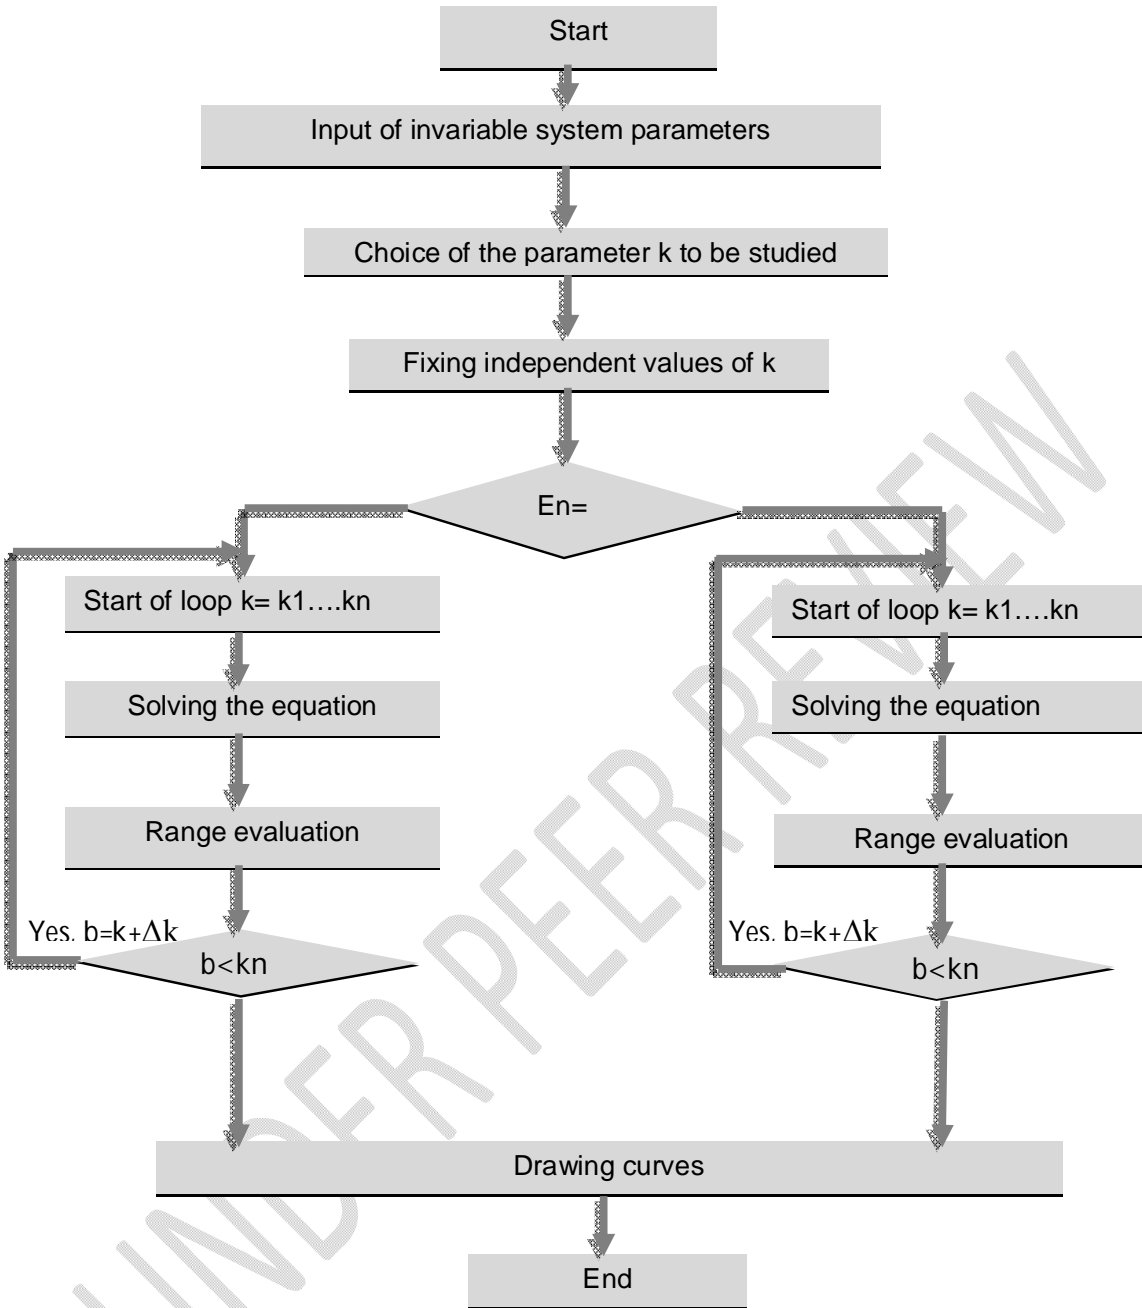 Start
Input of invariable system parameters
Choice of the parameter k to be studied
Fixing independent values of k
En=
Start of loop k= k1….kn
Solving the equation
Range evaluation
Yes. b=k+Δk
b<kn
Start of loop k= k1….kn
Solving the equation
Range evaluation
Yes. b=k+Δk
b<kn
Drawing curves
End
UNDER PEER REVIEW